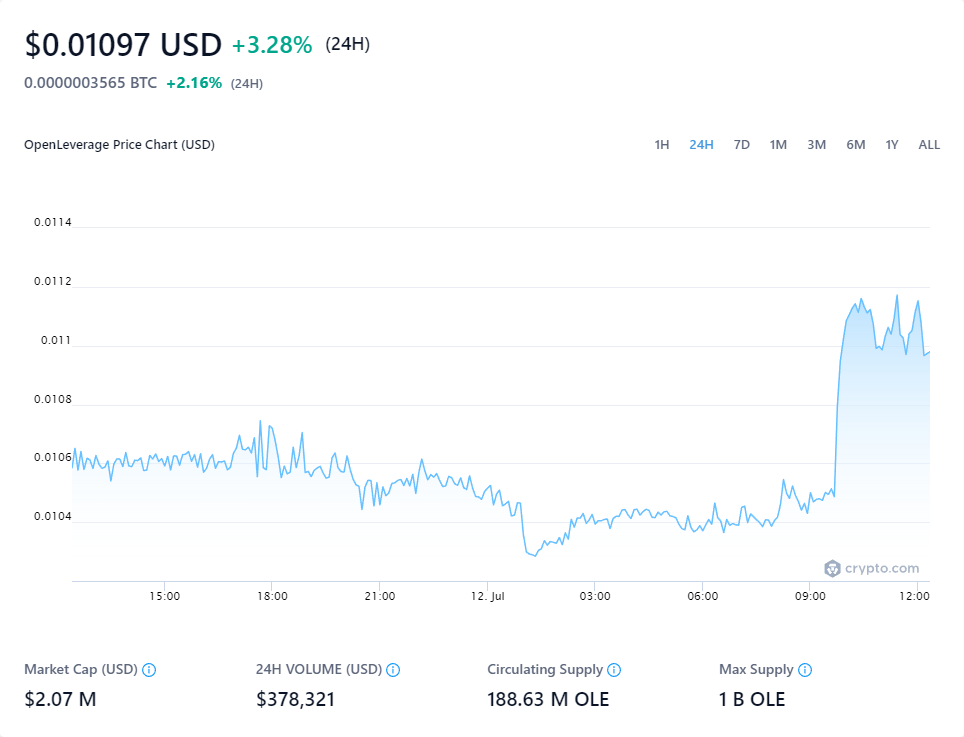 $0.01097 USD +3.28% (24H)
0.0000003565 BTC +2.16% (24H)
OpenLeverage Price Chart (USD) 1H 24H 7D 1M 3M 6M 1Y ALL
0.0114
0.0112
0.011
0.0108
0.0106
0.0104
crypto.com
15:00 18:00 21:00 12. Jul 03:00 06:00 09:00 12:00
Market Cap (USD) 24H VOLUME (USD) Circulating Supply Max Supply
$2.07 M $378,321 188.63 M OLE 1 B OLE